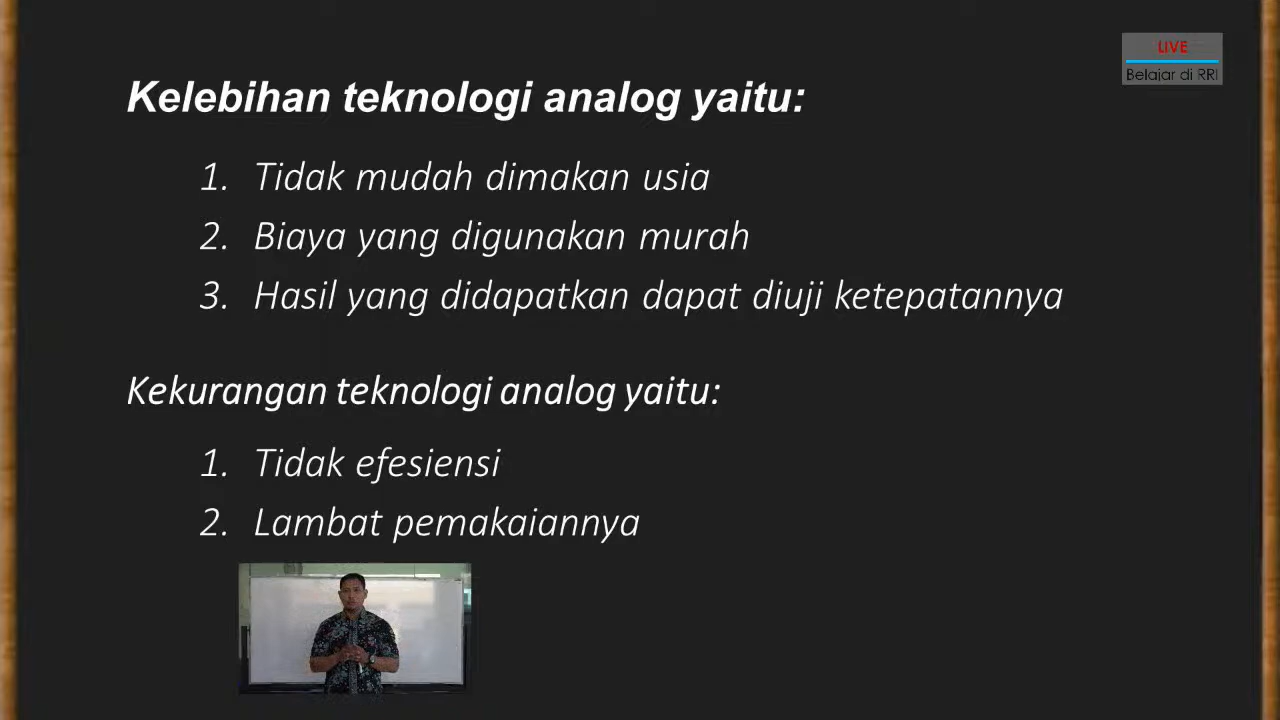 LIVE
Belajar di RRI
Kelebihan teknologi analog yaitu:
1. Tidak mudah dimakan usia
2. Biaya yang digunakan murah
3. Hasil yang didapatkan dapat diuji ketepatannya
Kekurangan teknologi analog yaitu:
1. Tidak efesiensi
2. Lambat pemakaiannya